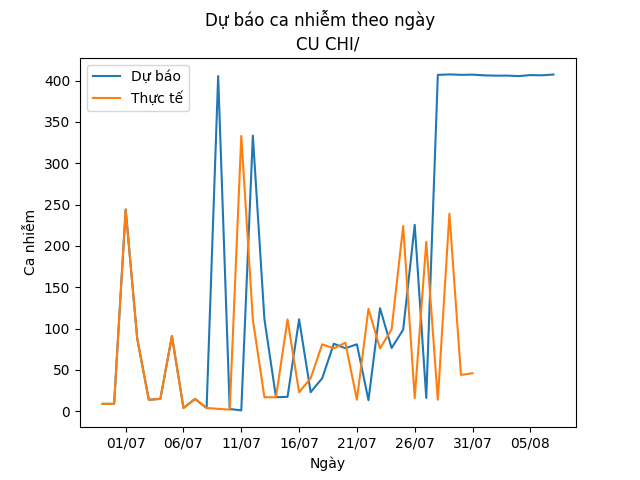 Dự báo ca nhiễm theo ngày
CU CHI/
Dự báo
Thực tế
400
350
300
250
200
150
100
50
0
Ca nhiễm
01/07 06/07 11/07 16/07 21/07 26/07 31/07 05/08
Ngày